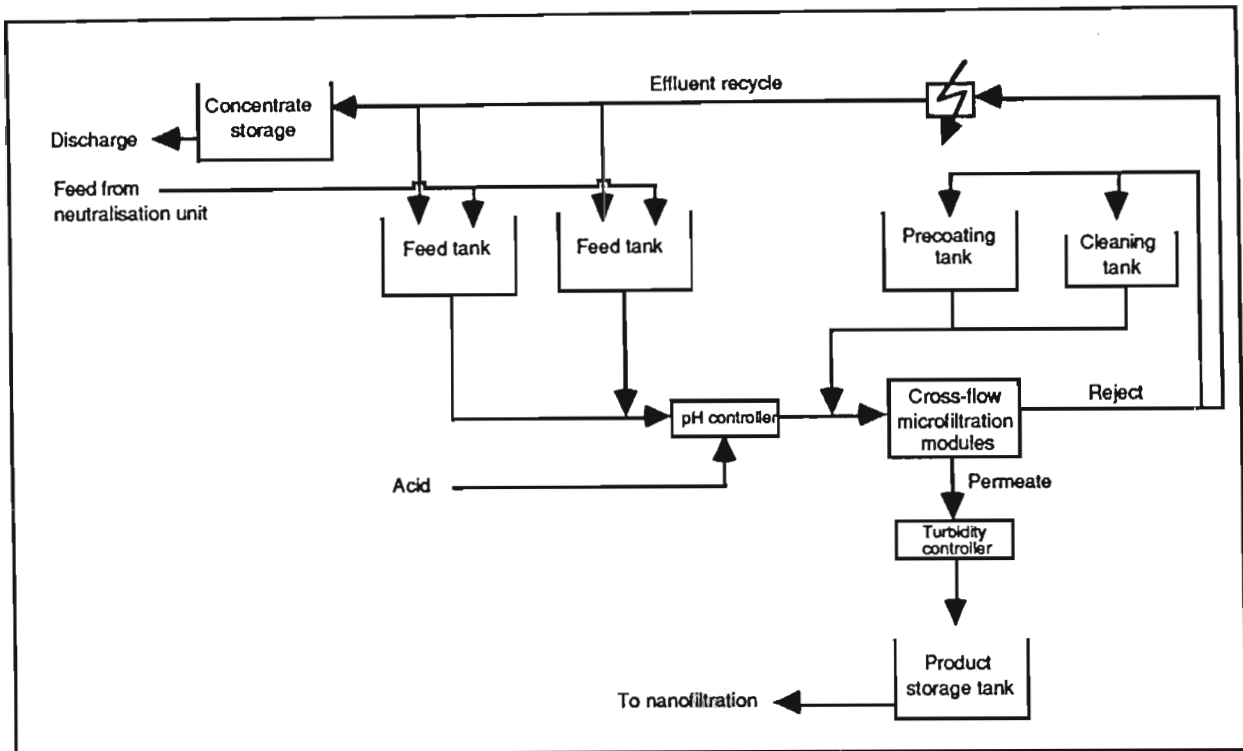 Effluent recycle
Concentrate
storage
Discharge
Feed from
neutralisation unit
Feed tank
Feed tank
Precoating
tank
Cleaning
tank
pH controller
Cross-flow
microfiltration
modules
Reject
Acid
Permeate
Turbidity
controller
Product
storage tank
To nanofiltration